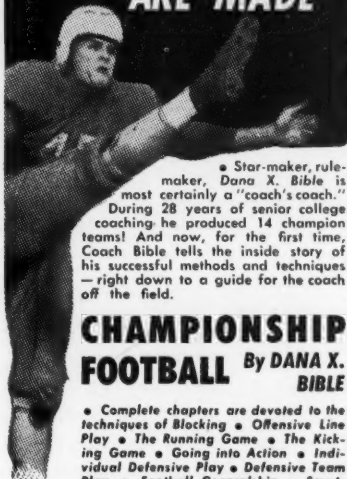 ARE MADE
• Star-maker, rule-
maker, Dana X. Bible is
most certainly a "coach's coach."
During 28 years of senior college
coaching he produced 14 champion
teams! And now, for the first time,
Coach Bible tells the inside story of
his successful methods and techniques
— right down to a guide for the coach
off the field.
CHAMPIONSHIP
FOOTBALL By DANA X.
BIBLE
• Complete chapters are devoted to the
techniques of Blocking • Offensive Line
Play • The Running Game • The Kick-
ing Game • Going into Action • Indi-
vidual Defensive Play • Defensive Team